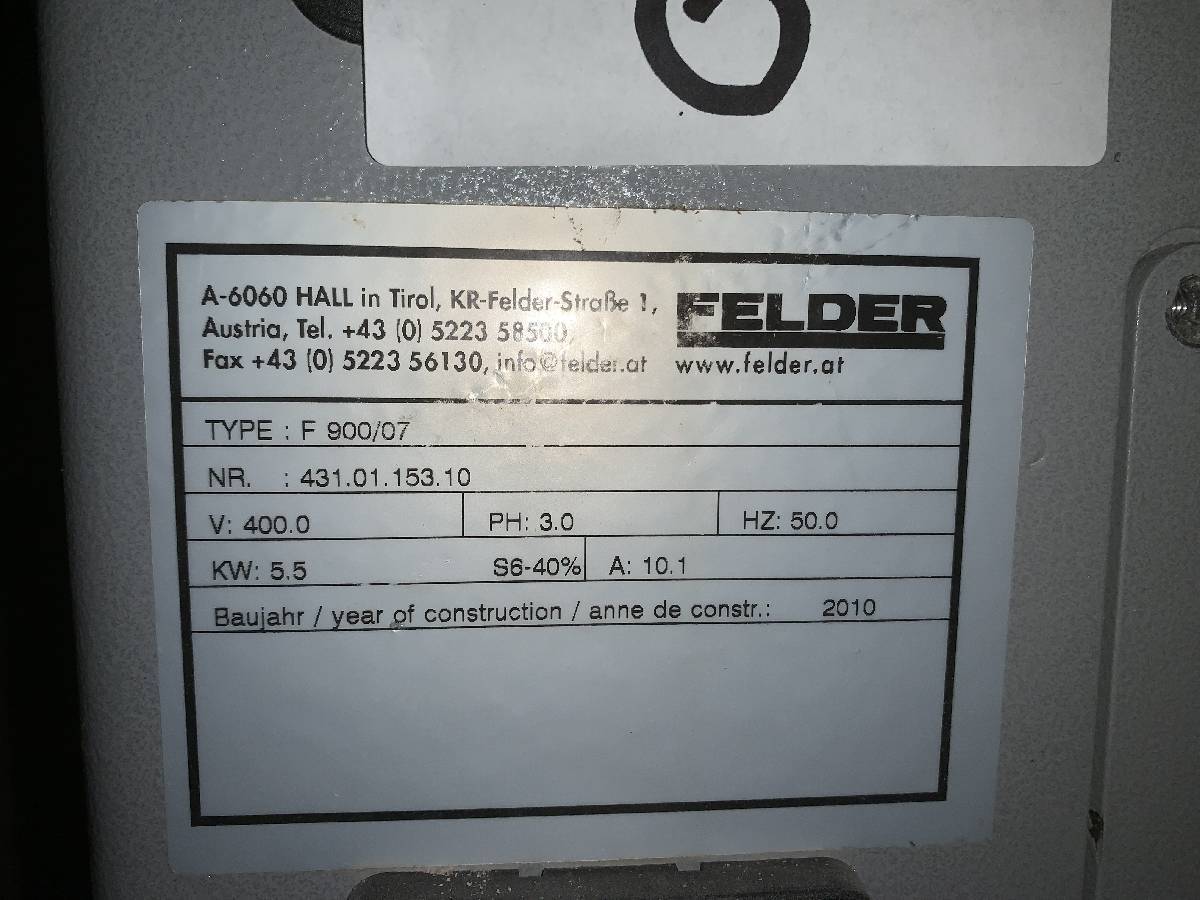 A-6060 HALL in Tirol, KR-Felder-Straße 1,
Austria, Tel. +43 (0) 5223 58500,
Fax +43 (0) 5223 56130, info@felder.at
FELDER
www.felder.at
TYPE : F 900/07
NR. : 431.01.153.10
V: 400.0 PH: 3.0 HZ: 50.0
KW: 5.5 S6-40% A: 10.1
Baujahr / year of construction / anne de constr.: 2010